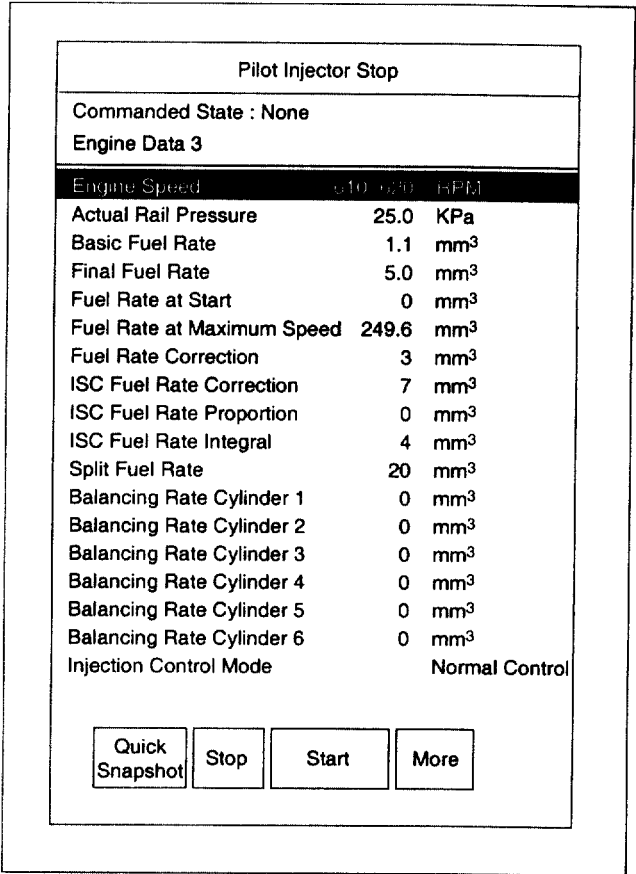 Pilot Injector Stop
Commanded State : None
Engine Data 3
Engine Speed RPM
Actual Rail Pressure 25.0 KPa
Basic Fuel Rate 1.1 mm³
Final Fuel Rate 5.0 mm³
Fuel Rate at Start 0 mm³
Fuel Rate at Maximum Speed 249.6 mm³
Fuel Rate Correction 3 mm³
ISC Fuel Rate Correction 7 mm³
ISC Fuel Rate Proportion 0 mm³
ISC Fuel Rate Integral 4 mm³
Split Fuel Rate 20 mm³
Balancing Rate Cylinder 1 0 mm³
Balancing Rate Cylinder 2 0 mm³
Balancing Rate Cylinder 3 0 mm³
Balancing Rate Cylinder 4 0 mm³
Balancing Rate Cylinder 5 0 mm³
Balancing Rate Cylinder 6 0 mm³
Injection Control Mode Normal Control
Quick
Snapshot
Stop
Start
More